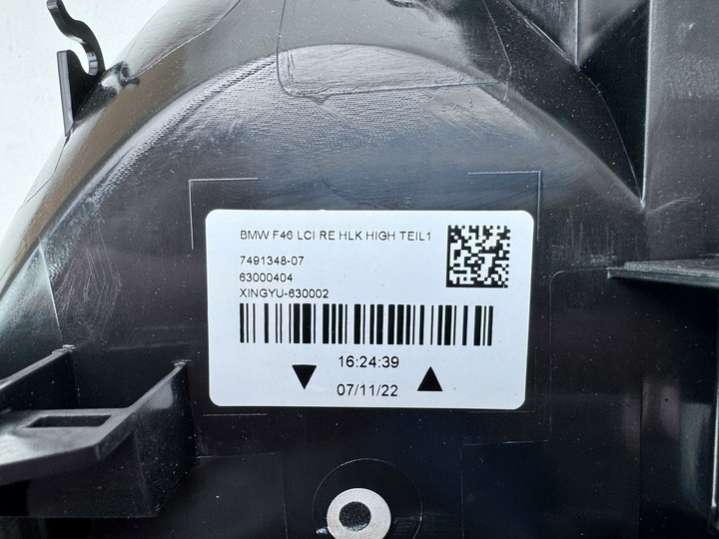 BMW F46 LCI RE HLK HIGH TEIL1
7491348-07
63000404
XINGYU-630002
16:24:39
07/11/22